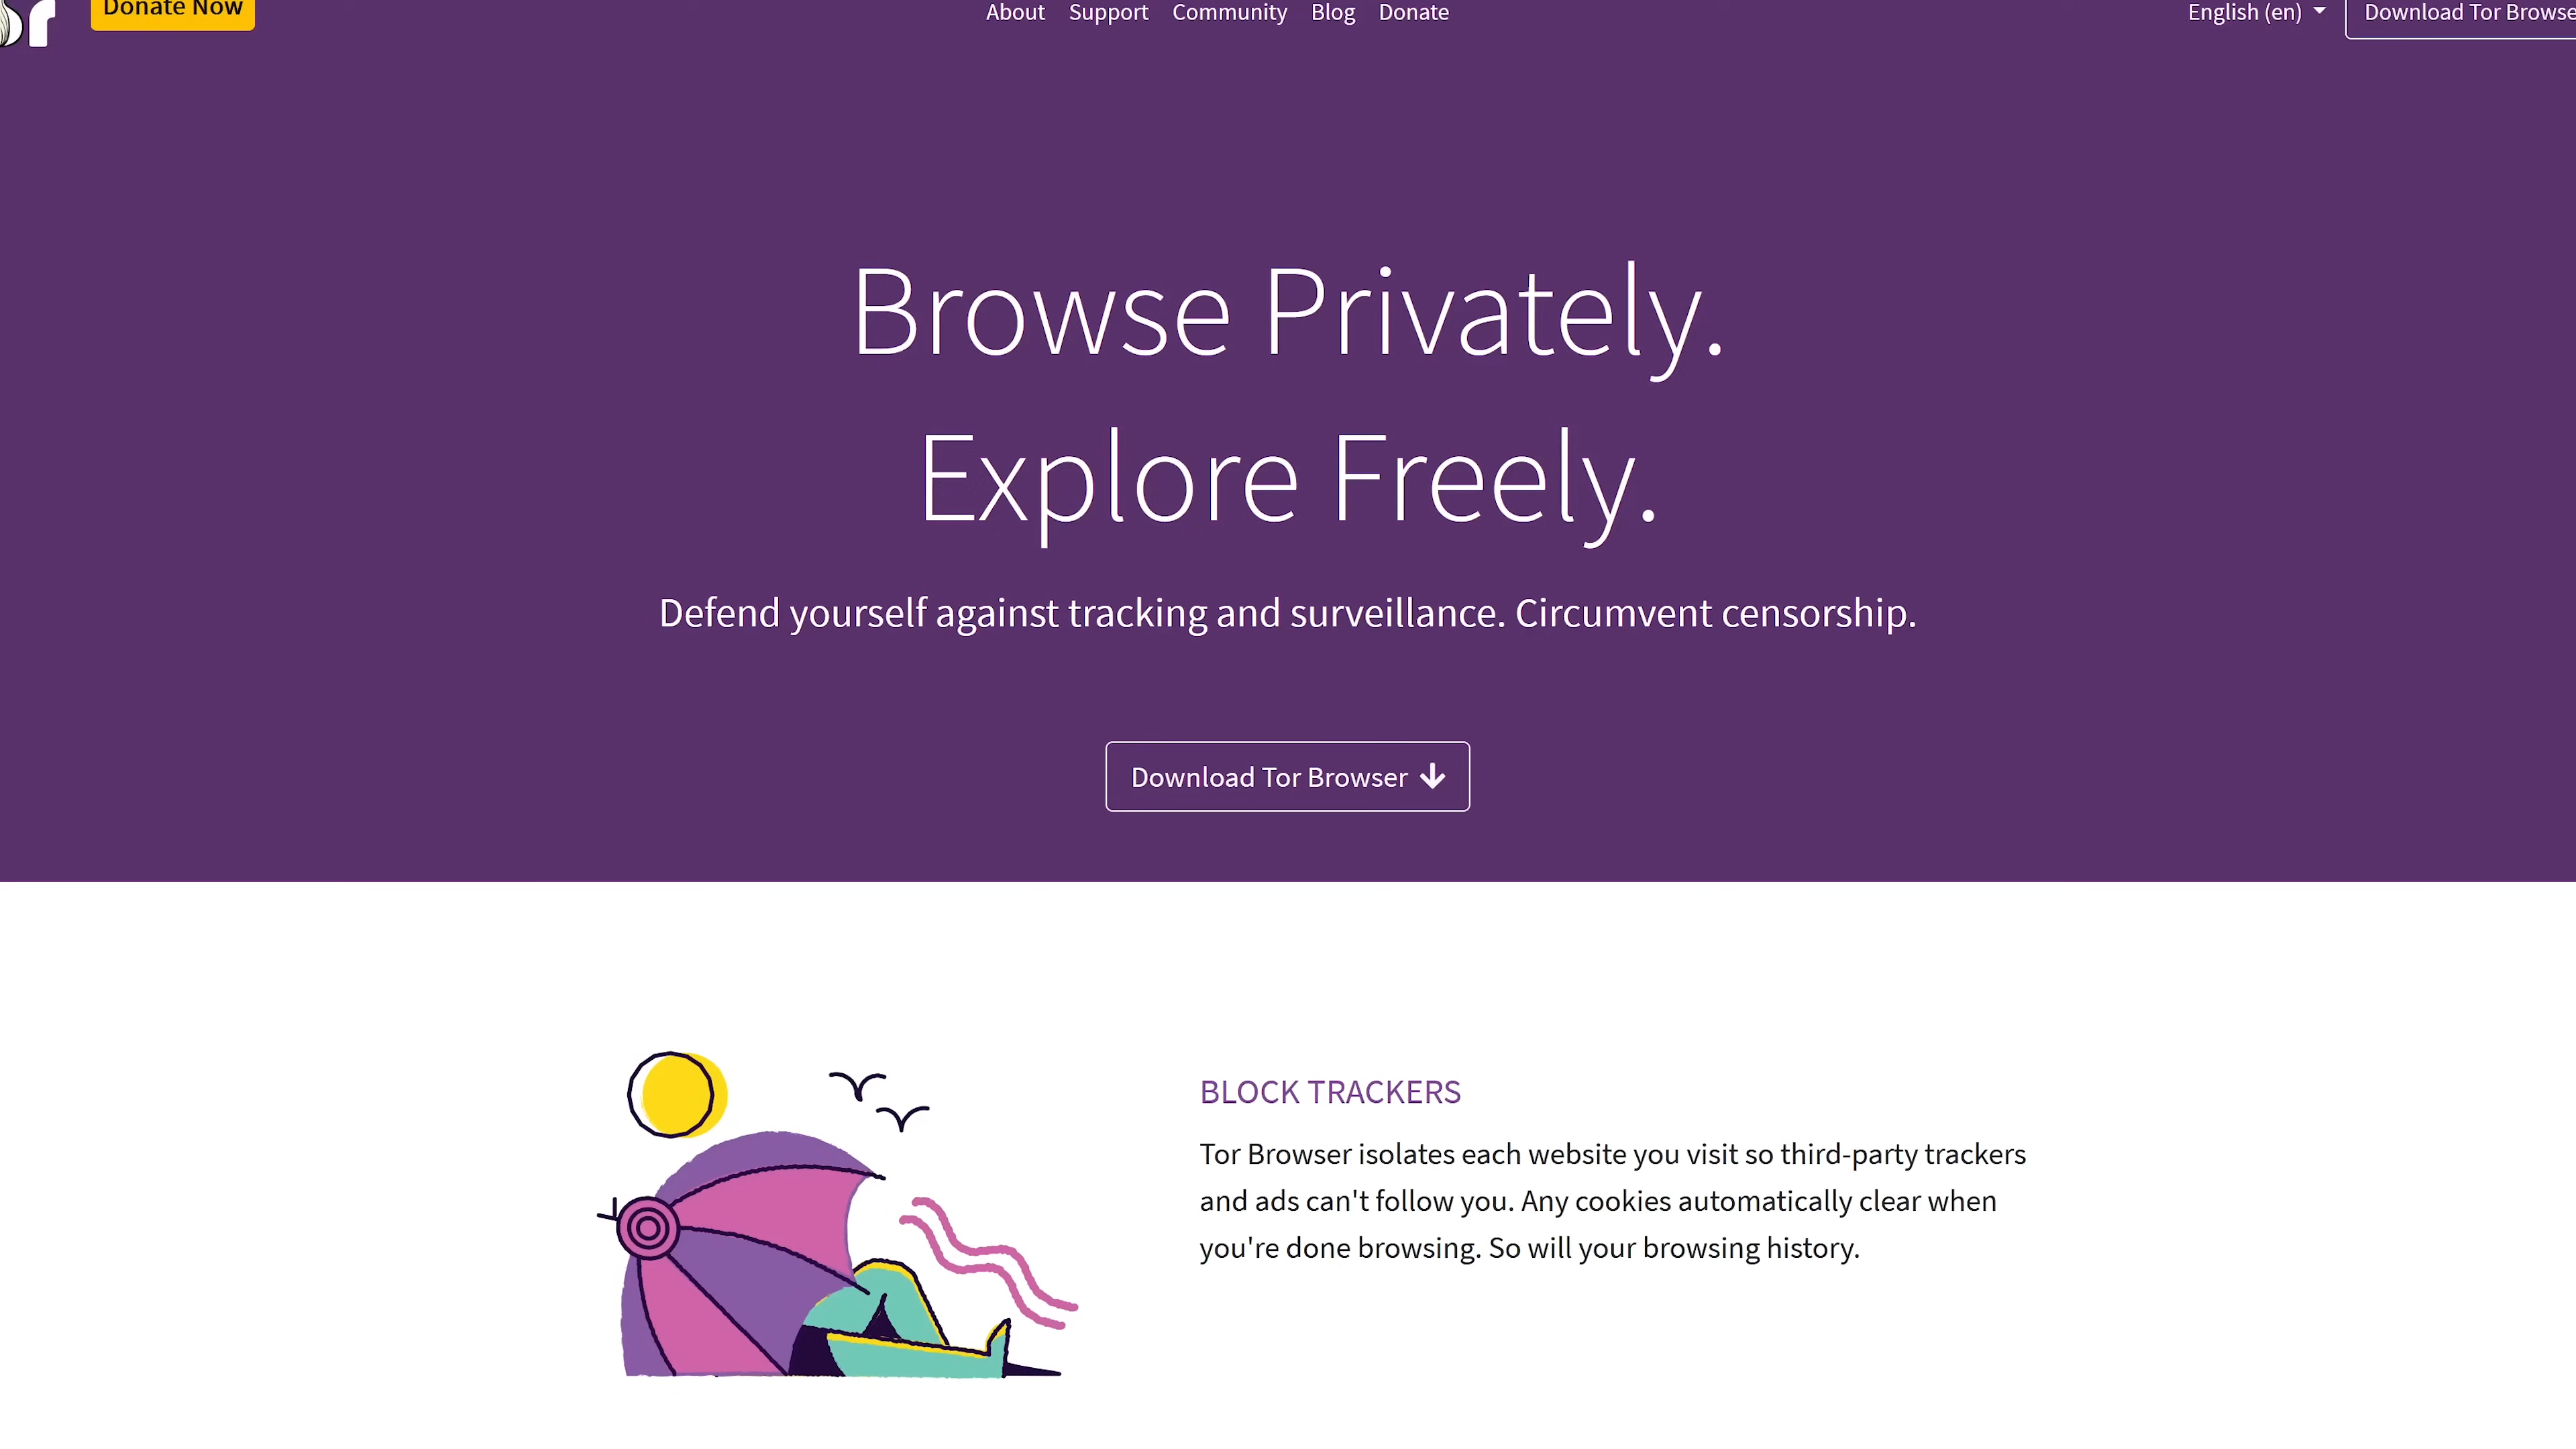 Donate Now
About Support Community Blog Donate
English (en)
Download Tor
Browse Privately.
Explore Freely.
Defend yourself against tracking and surveillance. Circumvent censorship.
Download Tor Browser
BLOCK TRACKERS
Tor Browser isolates each website you visit so third-party trackers
and ads can't follow you. Any cookies automatically clear when
you're done browsing. So will your browsing history.